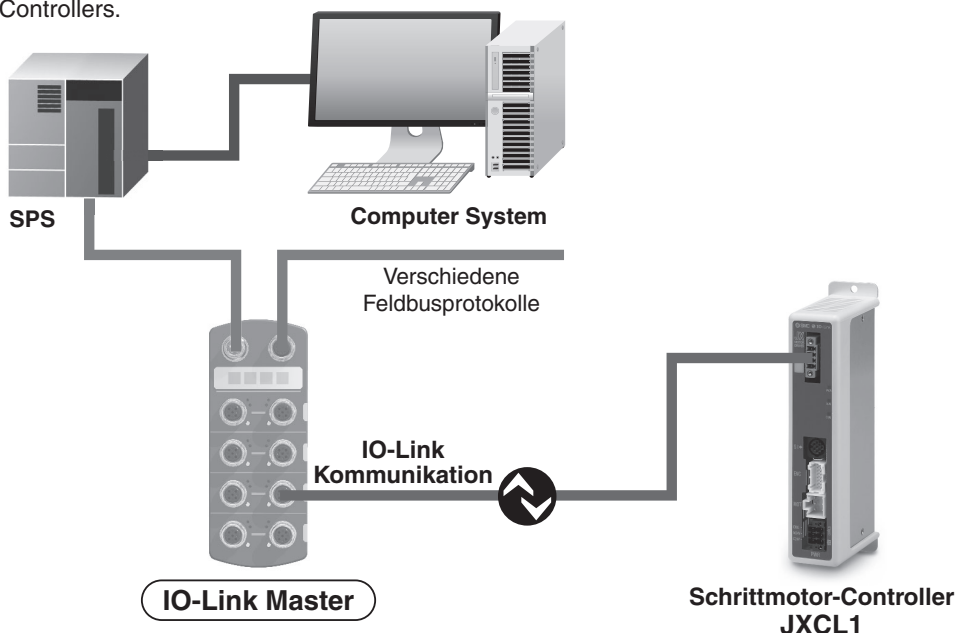 Controllers.
SPS
Computer System
Verschiedene
Feldbusprotokolle
IO-Link
Kommunikation
IO-Link Master
Schrittmotor-Controller
JXCL1